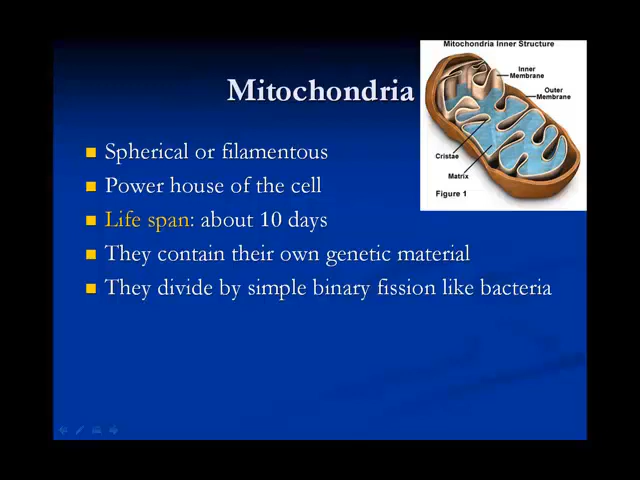 Mitochondria
Mitochondria Inner Structure
Inner
Membrane
Outer
Membrane
Cristae
Matrix
Figure 1
Spherical or filamentous
Power house of the cell
Life span: about 10 days
They contain their own genetic material
They divide by simple binary fission like bacteria